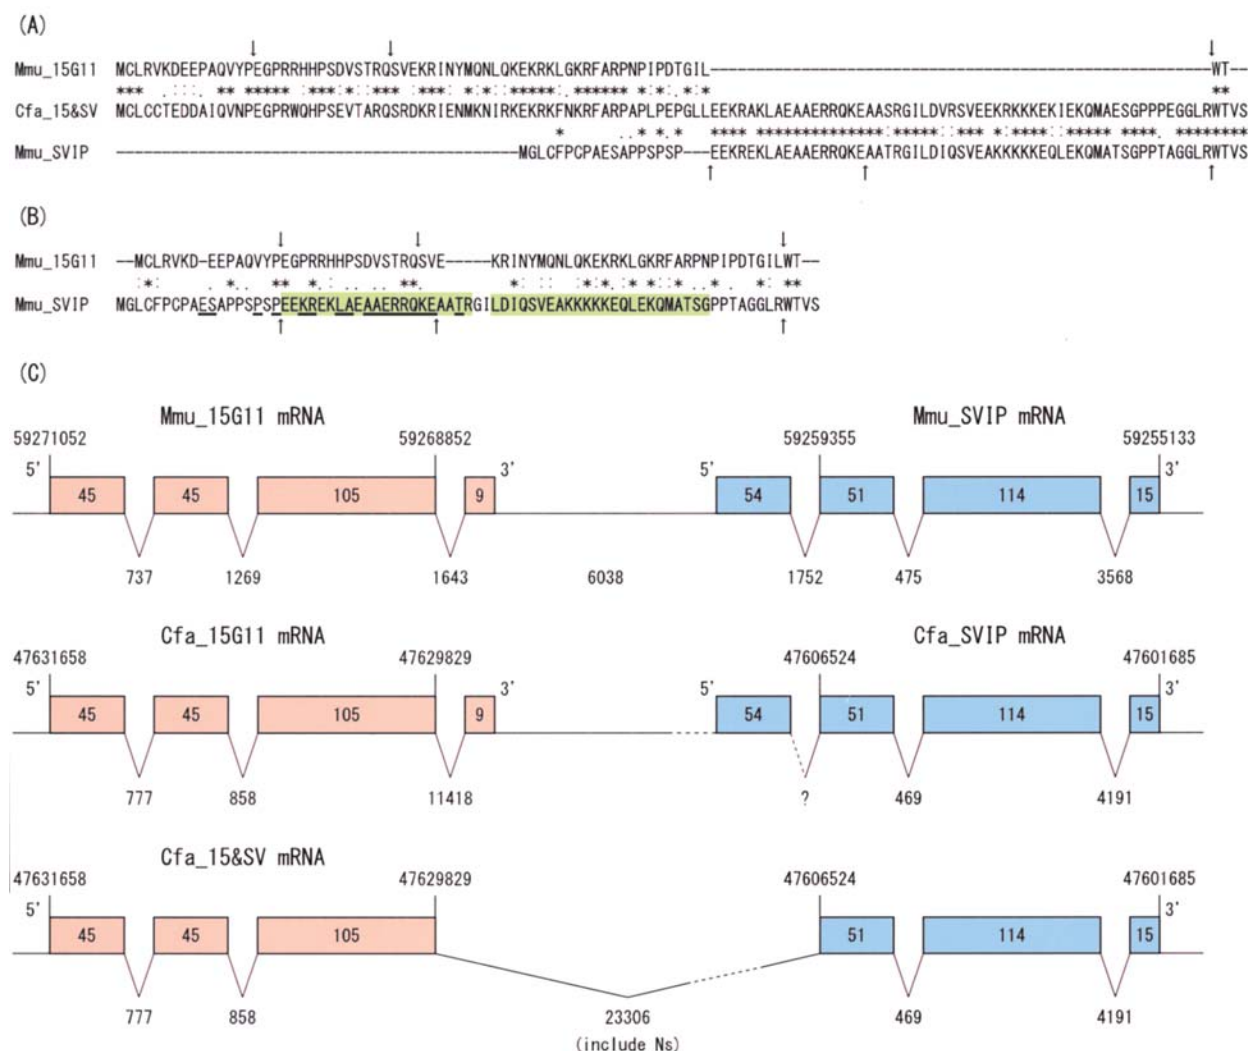 (A)
Mmu_15G11 MCLRVKDEEPAQVYPEGPRRHHPSDVSTRQSVEKRINYMQNLQKEKRKLGKRFARPNPIPDTGIL-------------------------------------------------------------------WT-
Cfa_15&SV MCLCCTEDDAIQVNPEGPRWQHPSEVTARQSRDKRIENMKNIRKEKRKFNKRFARPAPLPEPGLLEEKRAKLAEAAERRQKEAASRGILDVRSVEEKRKKKEKIEKQMAESGPPPEGGLRWTVS
Mmu_SVIP --------------------------------------------MGLCFPCPAESAPPSPSP---EEKREKLAEAAERRQKEAATRGILDIQSVEAKKKKKEQLEKQMATSGPPTAGGLRWTVS
(B)
Mmu_15G11 --MCLRVKD-EEPAQVYPEGPRRHHPSDVSTRQSVE-----KRINYMQNLQKEKRKLGKRFARPNPIPDTGILWT--
Mmu_SVIP MGLCFPCPAESAPPSPSPEEKREKLAEAAERRQKEAATRGILDIQSVEAKKKKKEQLEKQMATSGPPTAGGLRWTVS
(C)
Mmu_15G11 mRNA Mmu_SVIP mRNA
59271052 59268852 59259355 59255133
5' 3' 5' 3'
45 45 105 9 54 51 114 15
737 1269 1643 6038 1752 475 3568
Cfa_15G11 mRNA Cfa_SVIP mRNA
47631658 47629829 47606524 47601685
5' 3' 5' 3'
45 45 105 9 54 51 114 15
777 858 11418 ? 469 4191
Cfa_15&SV mRNA
47631658 47629829 47606524 47601685
5' 3'
45 45 105 51 114 15
777 858 23306 469 4191
(include Ns)